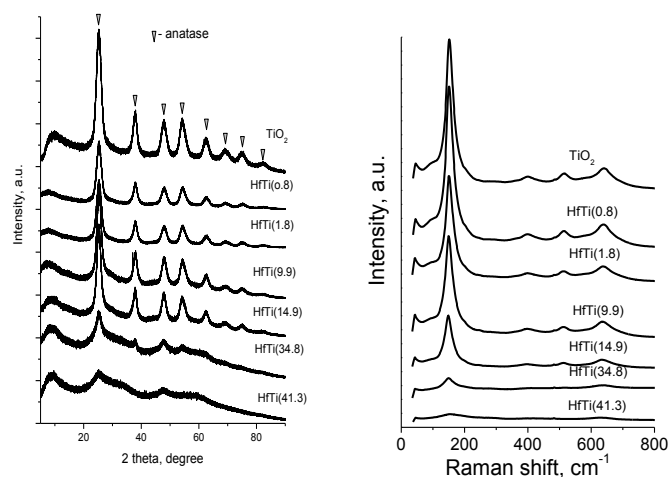 - anatase
TiO2
HfTi(o.8)
HfTi(1.8)
HfTi(9.9)
HfTi(14.9)
HfTi(34.8)
HfTi(41.3)
Intensity, a.u.
20 40 60 80
2 theta, degree
TiO2
HfTi(0.8)
HfTi(1.8)
HfTi(9.9)
HfTi(14.9)
HfTi(34.8)
HfTi(41.3)
Intensity, a.u.
0 200 400 600 800
Raman shift, cm-1